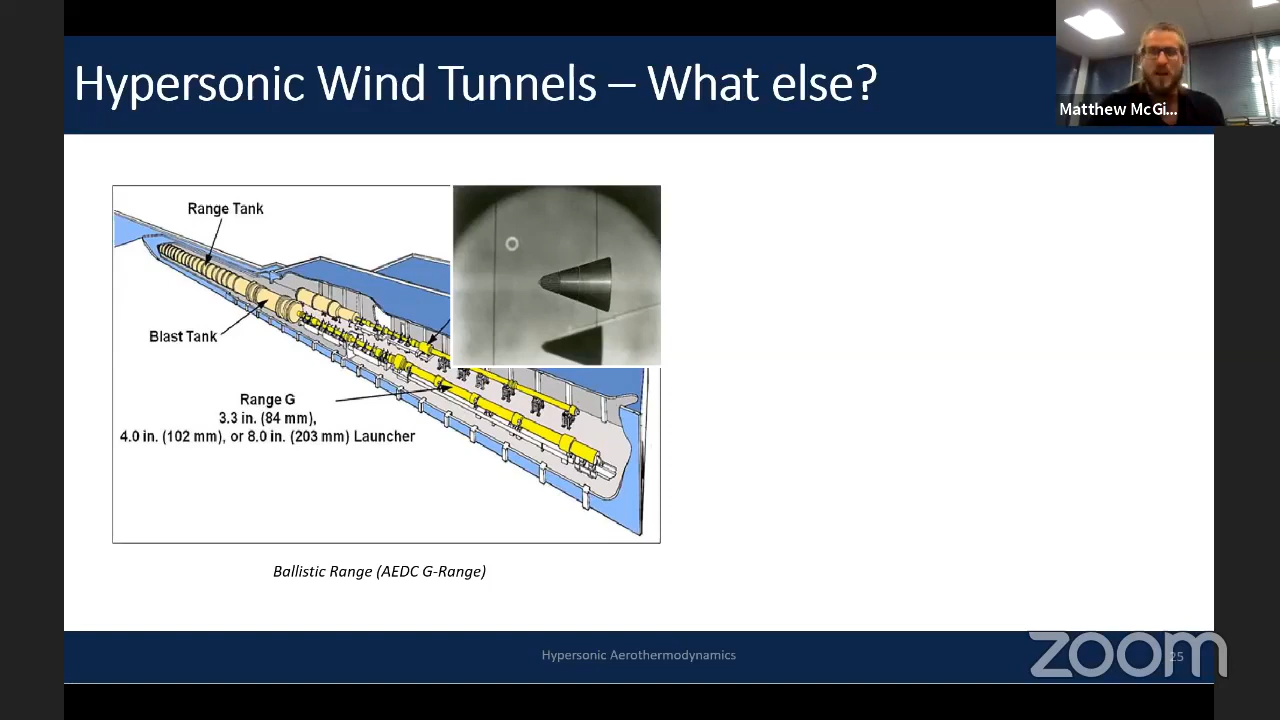 Hypersonic Wind Tunnels – What else?
Matthew McGi...
Range Tank
Blast Tank
Range G
3.3 in. (84 mm),
4.0 in. (102 mm), or 8.0 in. (203 mm) Launcher
Ballistic Range (AEDC G-Range)
Hypersonic Aerothermodynamics
25
zoom